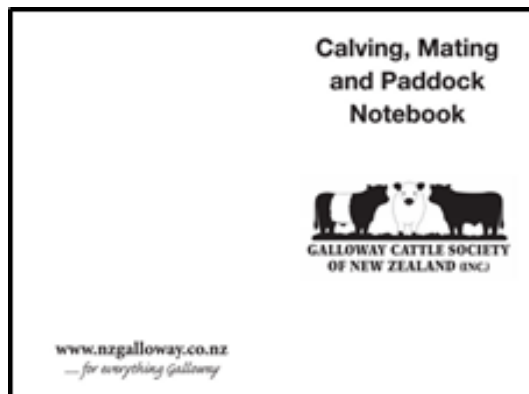 Calving, Mating
and Paddock
Notebook
GALLOWAY CATTLE SOCIETY
OF NEW ZEALAND (INC.)
www.nzgalloway.co.nz
.... for everything Galloway